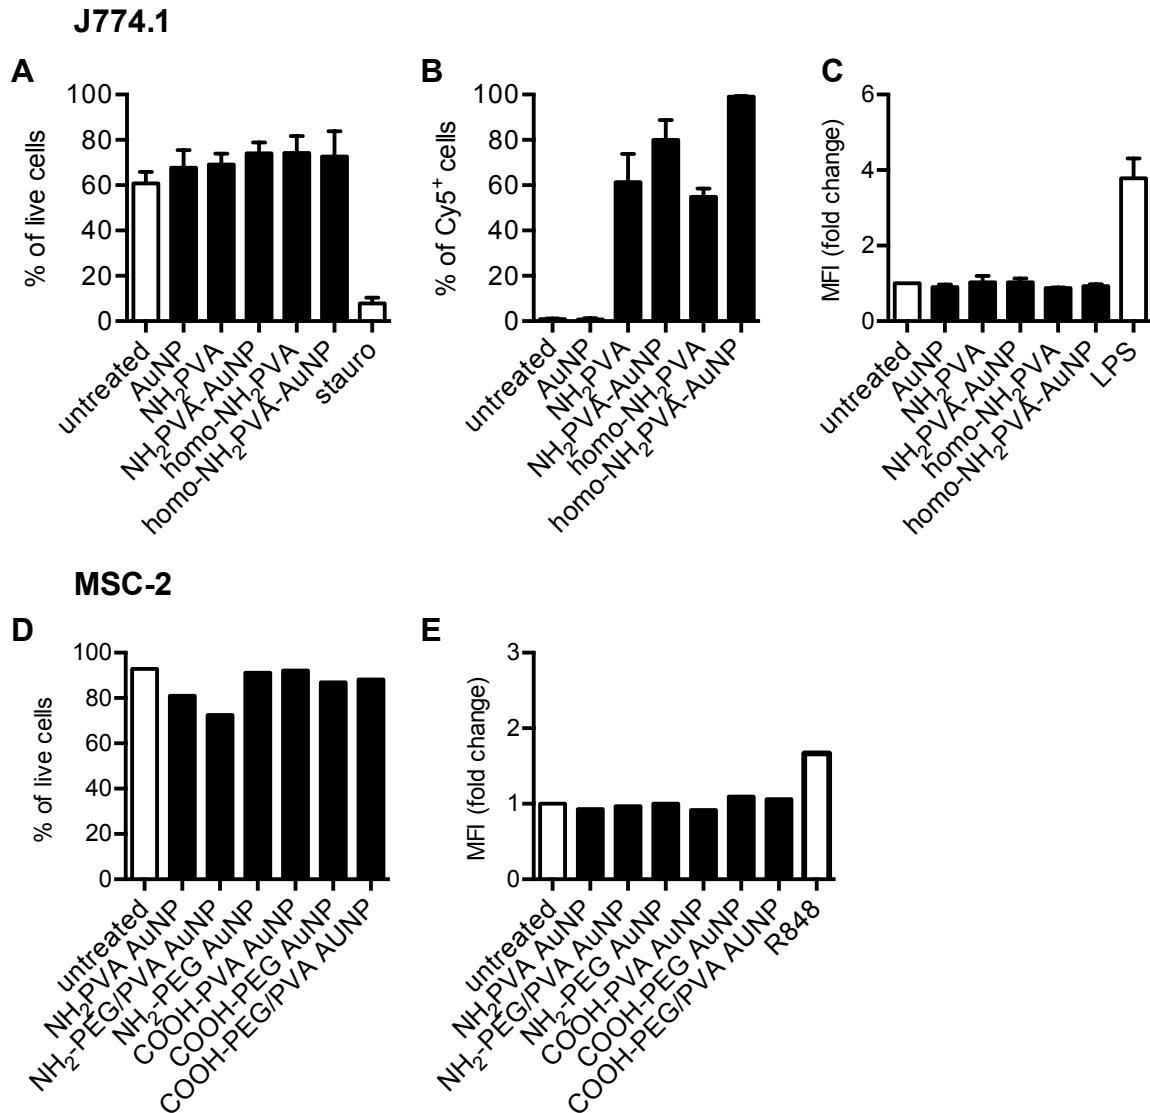 J774.1
A
% of live cells
100
80
60
40
20
0
untreated
AuNP
NH₂PVA
NH₂PVA-AuNP
homo-NH₂PVA
homo-NH₂PVA-AuNP
stauro
B
% of Cy5⁺ cells
100
80
60
40
20
0
untreated
AuNP
NH₂PVA
NH₂PVA-AuNP
homo-NH₂PVA
homo-NH₂PVA-AuNP
C
MFI (fold change)
6
4
2
0
untreated
AuNP
NH₂PVA
NH₂PVA-AuNP
homo-NH₂PVA
homo-NH₂PVA-AuNP
LPS
MSC-2
D
% of live cells
100
80
60
40
20
0
untreated
NH₂PVA AuNP
NH₂-PEG/PVA AuNP
NH₂-PEG AuNP
COOH-PVA AuNP
COOH-PEG AuNP
COOH-PEG/PVA AUNP
E
MFI (fold change)
3
2
1
0
untreated
NH₂PVA AuNP
NH₂-PEG/PVA AuNP
NH₂-PEG AuNP
COOH-PVA AuNP
COOH-PEG AuNP
COOH-PEG/PVA AUNP
R848